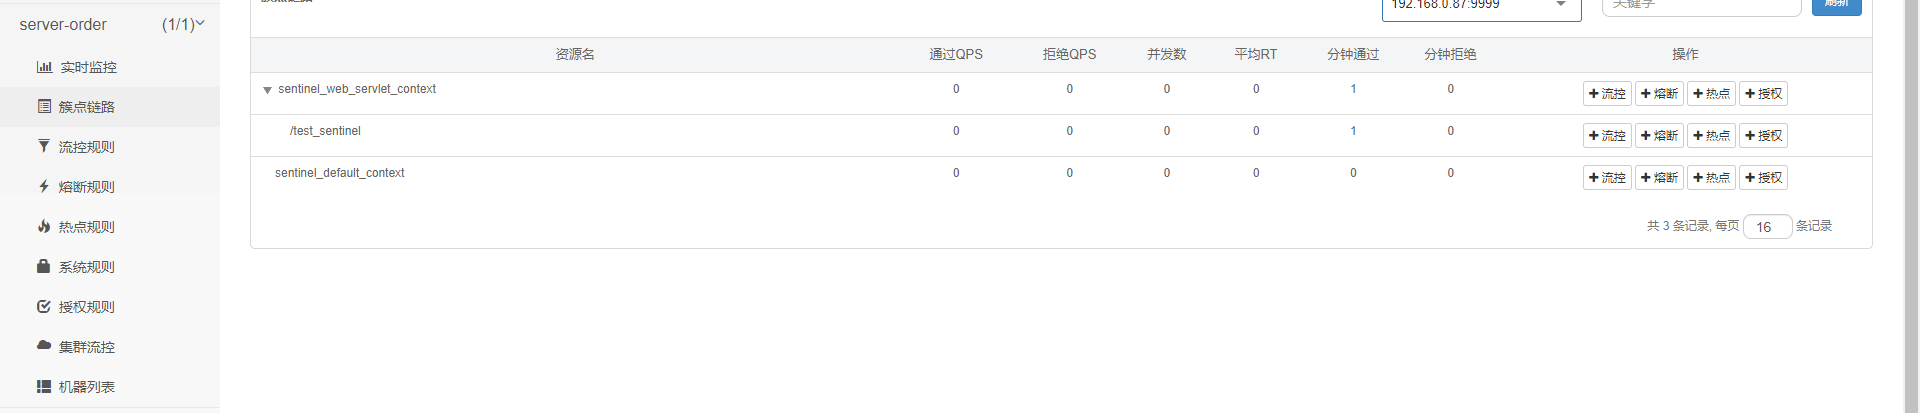 server-order (1/1)
实时监控
簇点链路
流控规则
熔断规则
热点规则
系统规则
授权规则
集群流控
机器列表
簇点链路 192.168.0.87:9999 关键字 刷新
资源名 通过QPS 拒绝QPS 并发数 平均RT 分钟通过 分钟拒绝 操作
sentinel_web_servlet_context 0 0 0 0 1 0 流控 熔断 热点 授权
/test_sentinel 0 0 0 0 1 0 流控 熔断 热点 授权
sentinel_default_context 0 0 0 0 0 0 流控 熔断 热点 授权
共 3 条记录, 每页 16 条记录